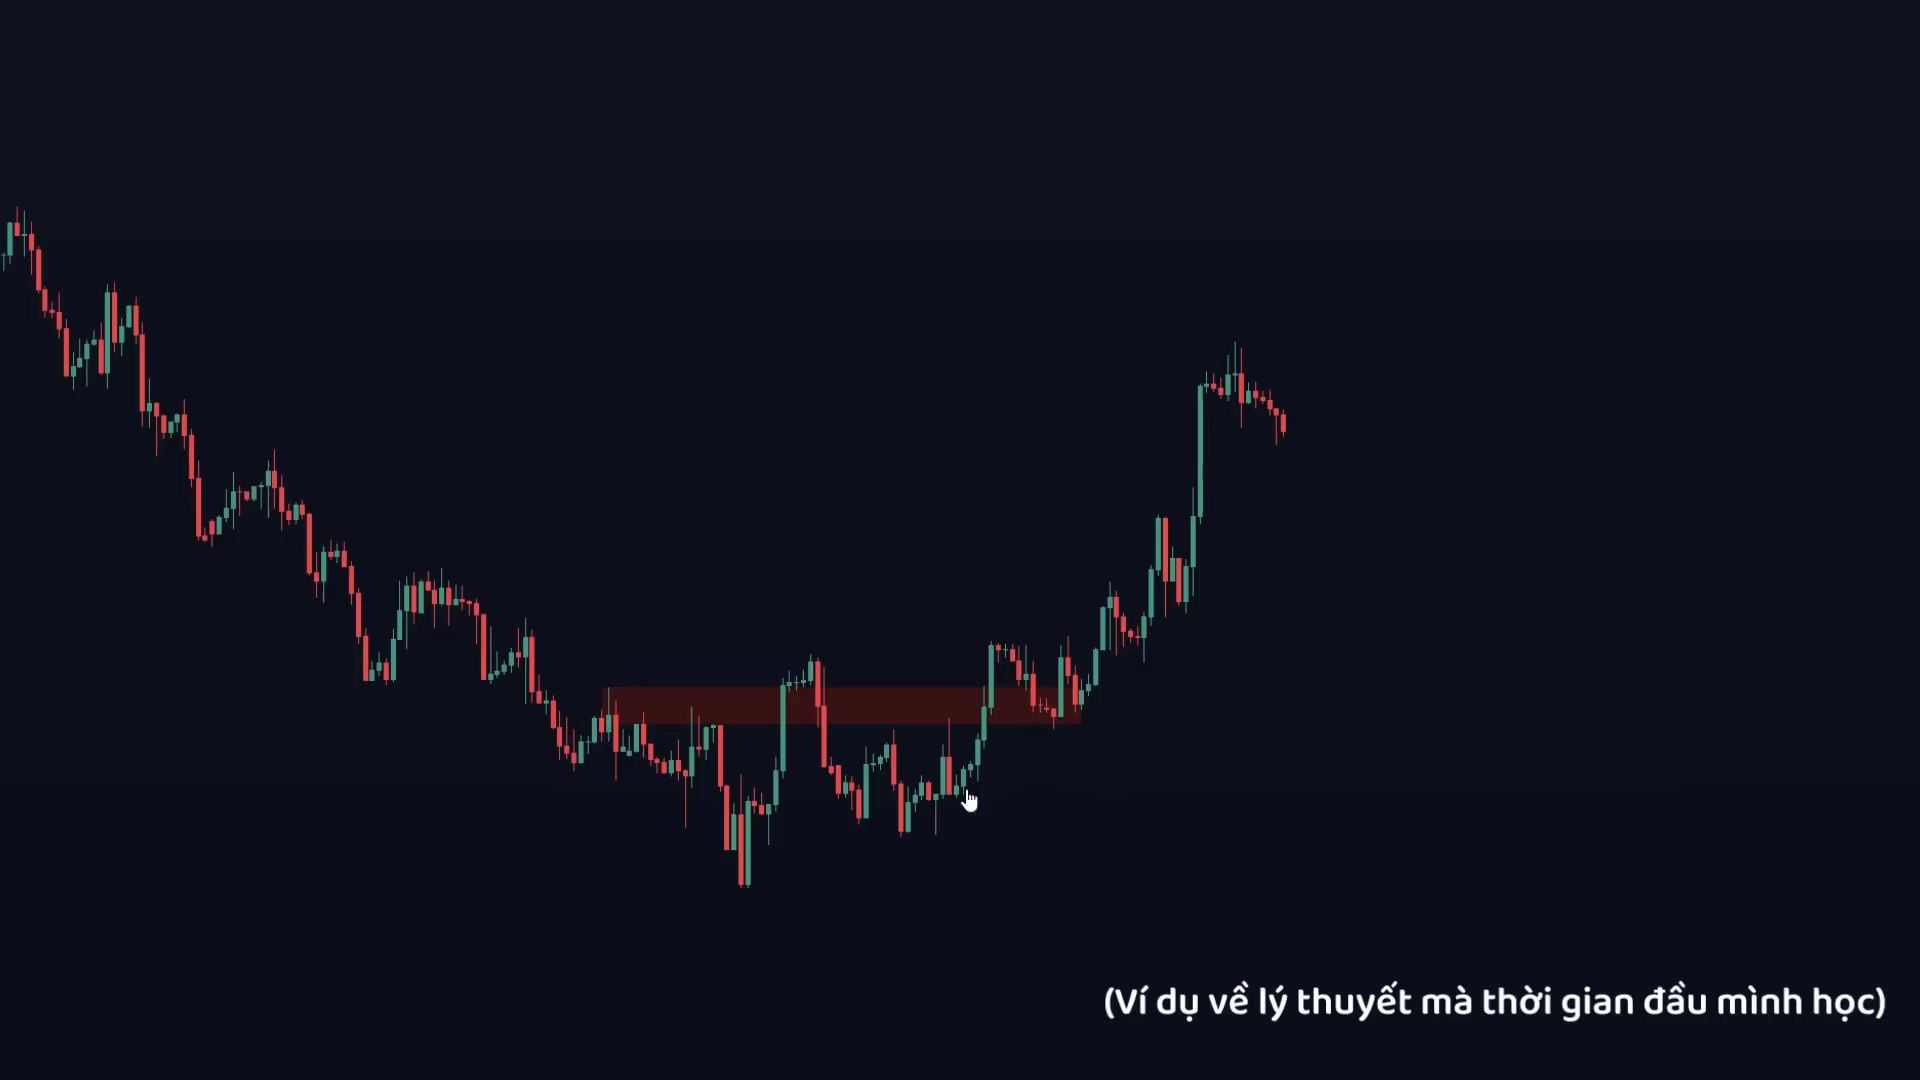 (Ví dụ về lý thuyết mà thời gian đầu mình học)